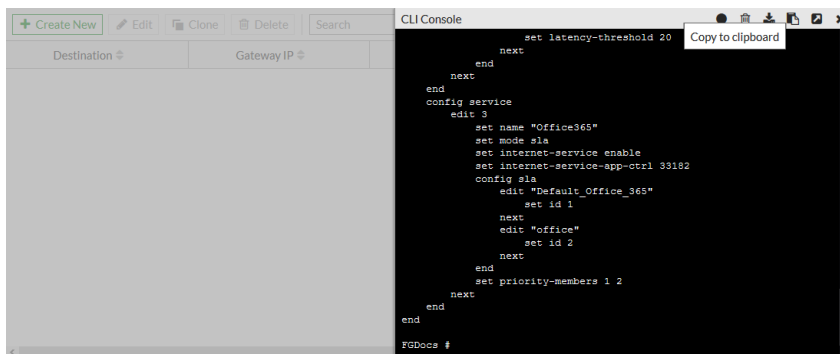 + Create New
Edit
Clone
Delete
Search
Destination
Gateway IP
CLI Console
Copy to clipboard
set latency-threshold 20
next
end
next
end
config service
edit 3
set name "Office365"
set mode sla
set internet-service enable
set internet-service-app-ctrl 33182
config sla
edit "Default_Office_365"
set id 1
next
edit "office"
set id 2
next
end
set priority-members 1 2
next
end
end
FGDocs #